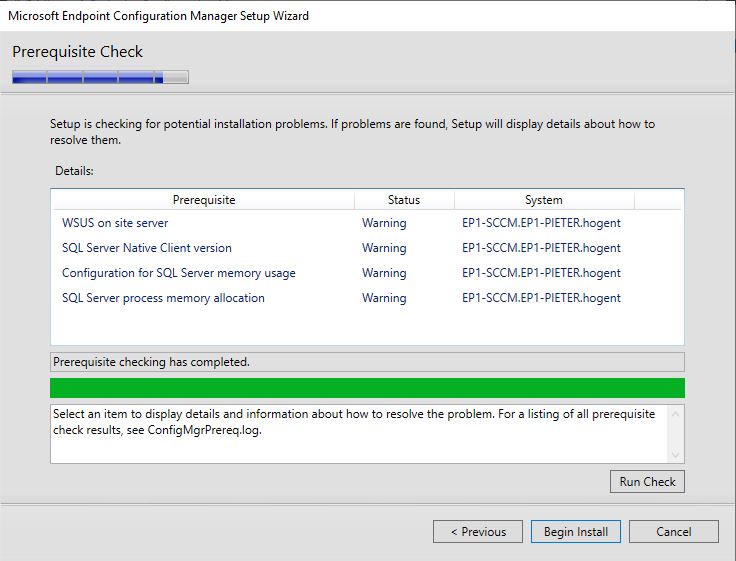 Microsoft Endpoint Configuration Manager Setup Wizard
Prerequisite Check
Setup is checking for potential installation problems. If problems are found, Setup will display details about how to
resolve them.
Details:
Prerequisite Status System
WSUS on site server Warning EP1-SCCM.EP1-PIETER.hogent
SQL Server Native Client version Warning EP1-SCCM.EP1-PIETER.hogent
Configuration for SQL Server memory usage Warning EP1-SCCM.EP1-PIETER.hogent
SQL Server process memory allocation Warning EP1-SCCM.EP1-PIETER.hogent
Prerequisite checking has completed.
Select an item to display details and information about how to resolve the problem. For a listing of all prerequisite
check results, see ConfigMgrPrereq.log.
Run Check
< Previous Begin Install Cancel